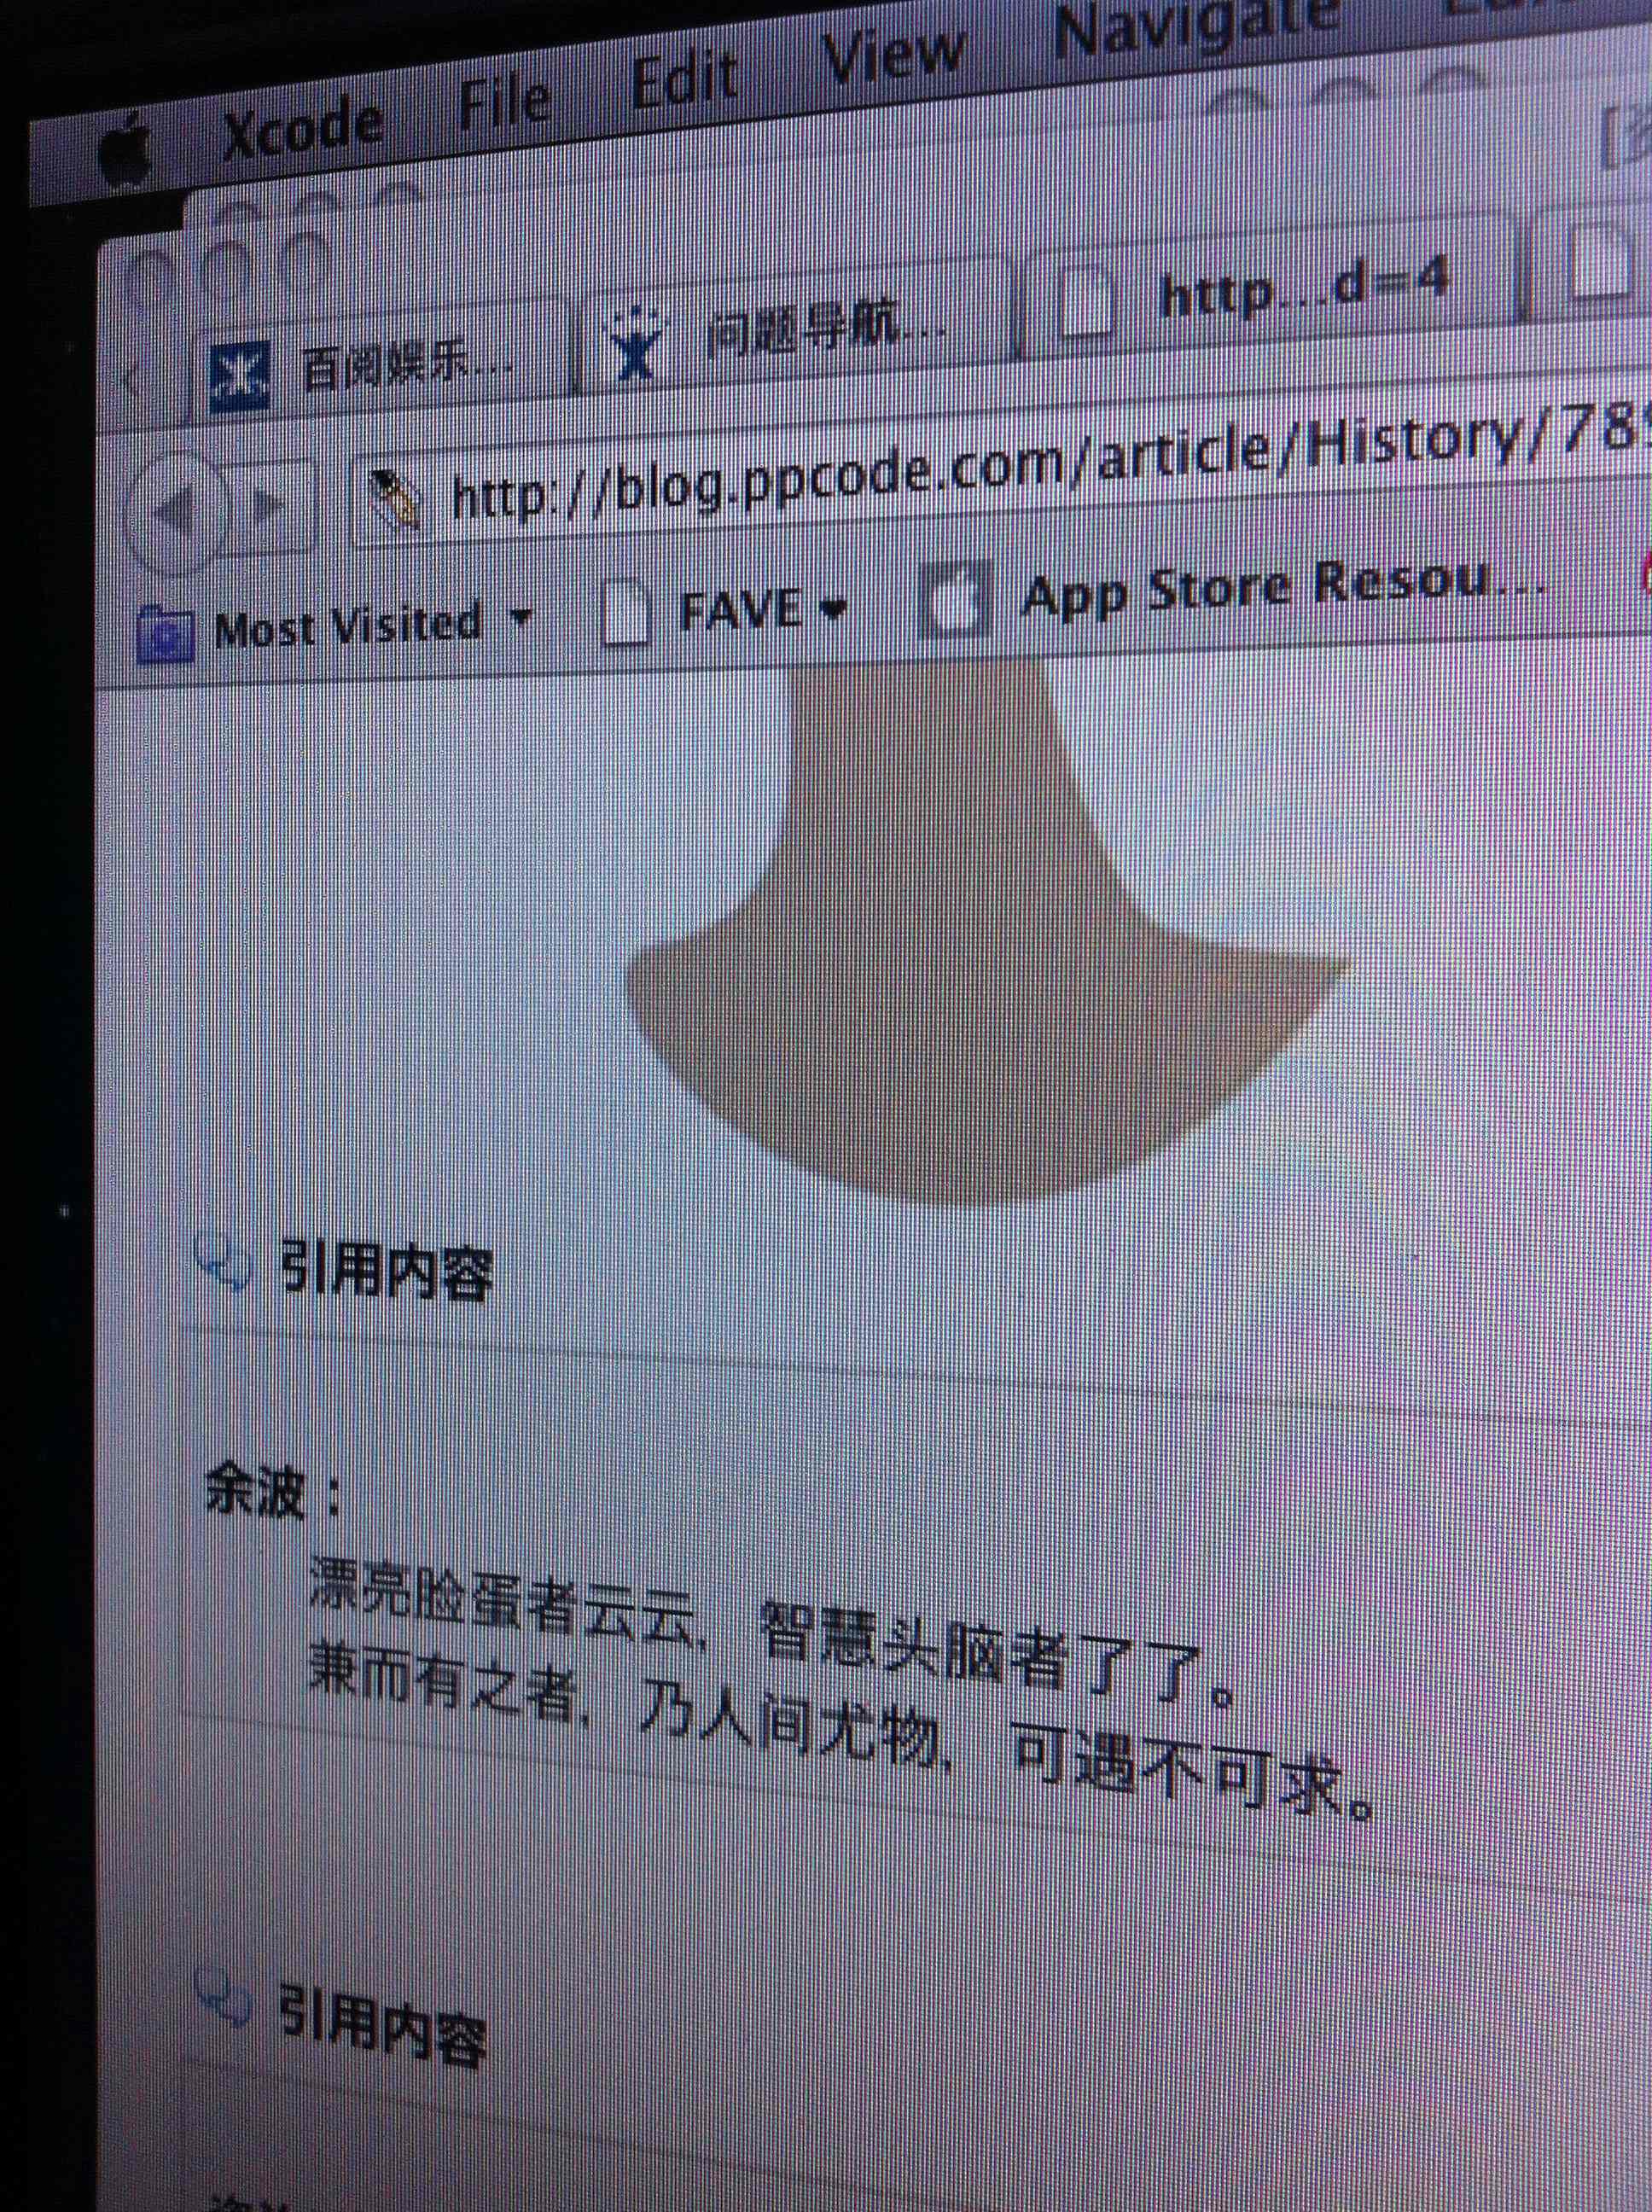 Xcode File Edit View Navigate
百阅娱乐... 问题导航... http...d=4
http://blog.ppcode.com/article/History/789
Most Visited FAVE App Store Resou...
引用内容
余波：
漂亮脸蛋者云云，智慧头脑者了了。
兼而有之者，乃人间尤物，可遇不可求。
引用内容